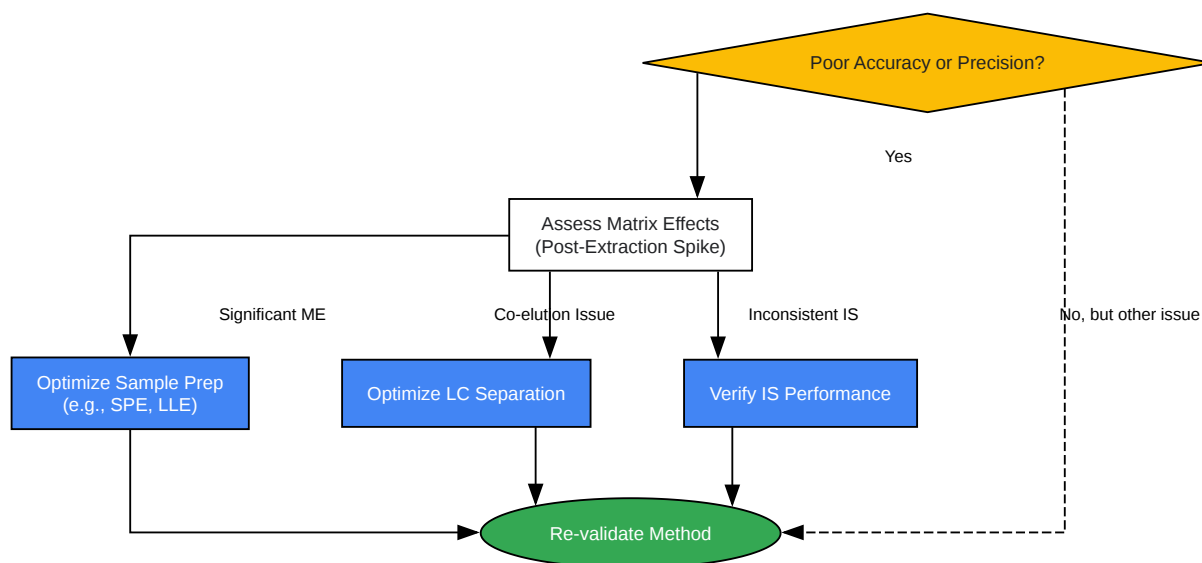 Poor Accuracy or Precision?
Yes
Assess Matrix Effects
(Post-Extraction Spike)
Significant ME
Co-elution Issue
Inconsistent IS
No, but other issue
Optimize Sample Prep
(e.g., SPE, LLE)
Optimize LC Separation
Verify IS Performance
Re-validate Method